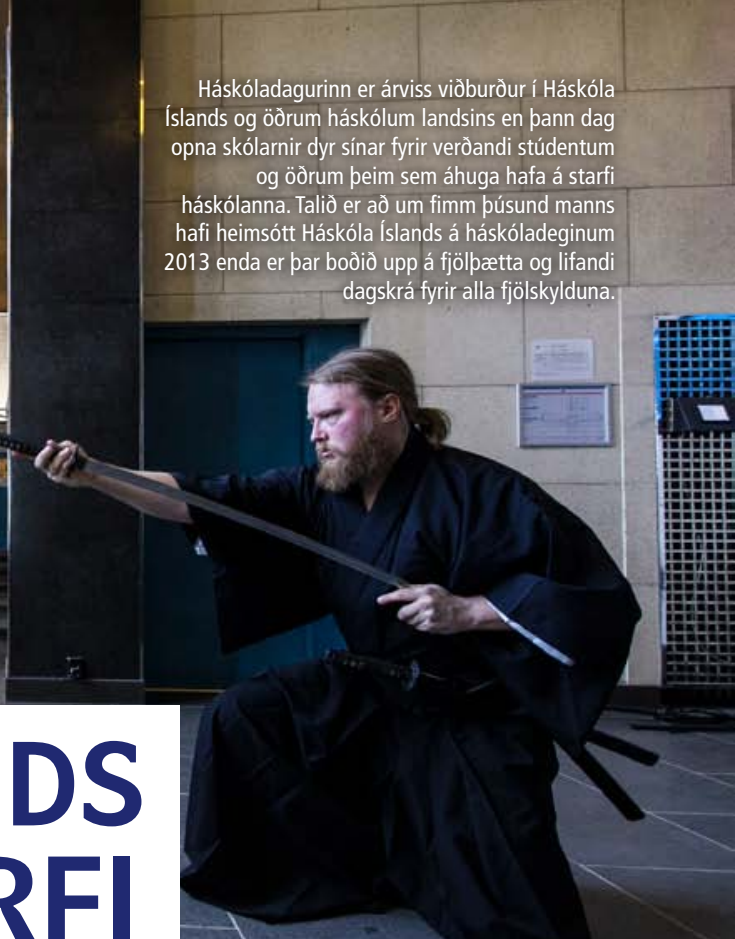 Háskóladagurinn er árviss viðburður í Háskóla
Íslands og öðrum háskólum landsins en þann dag
opna skólarnir dyr sínar fyrir verðandi stúdentum
og öðrum þeim sem áhuga hafa á starfi
háskólanna. Talið er að um fimm þúsund manns
hafi heimsótt Háskóla Íslands á háskóladeginum
2013 enda er þar boðið upp á fjölþætta og lifandi
dagskrá fyrir alla fjölskylduna.
DS
RFI